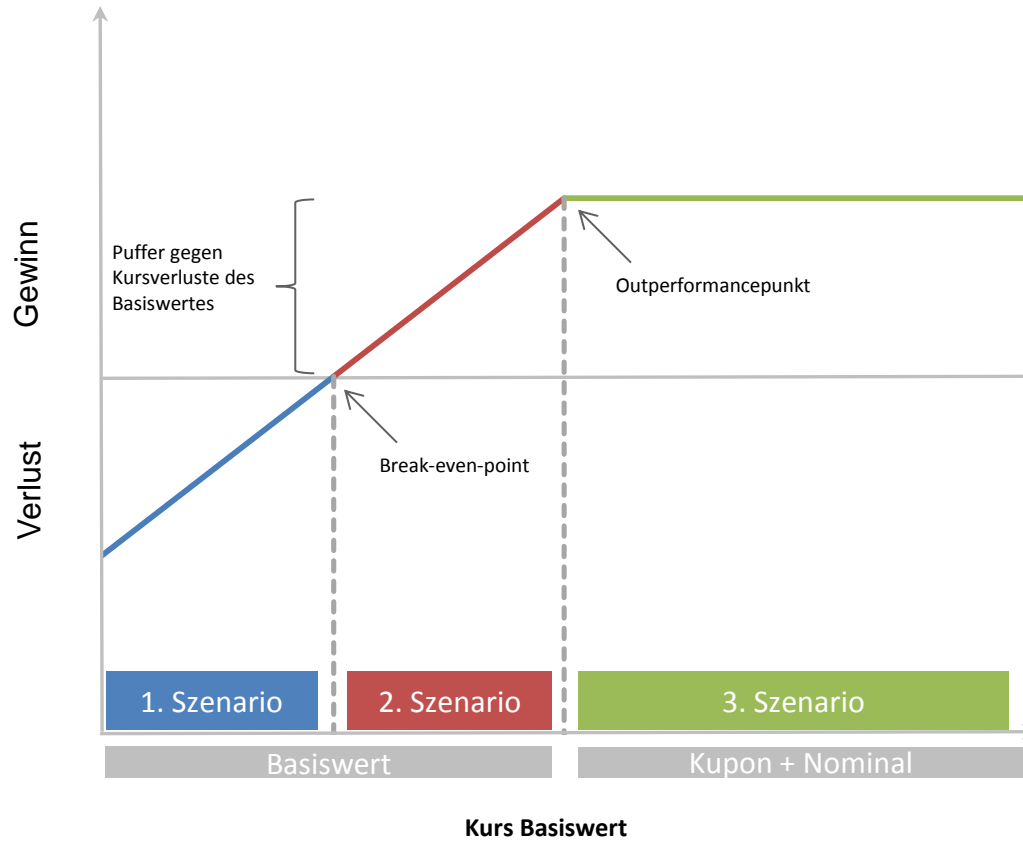 Gewinn
Verlust
Puffer gegen
Kursverluste des
Basiswertes
Outperformancepunkt
Break-even-point
1. Szenario
2. Szenario
3. Szenario
Basiswert
Kupon + Nominal
Kurs Basiswert